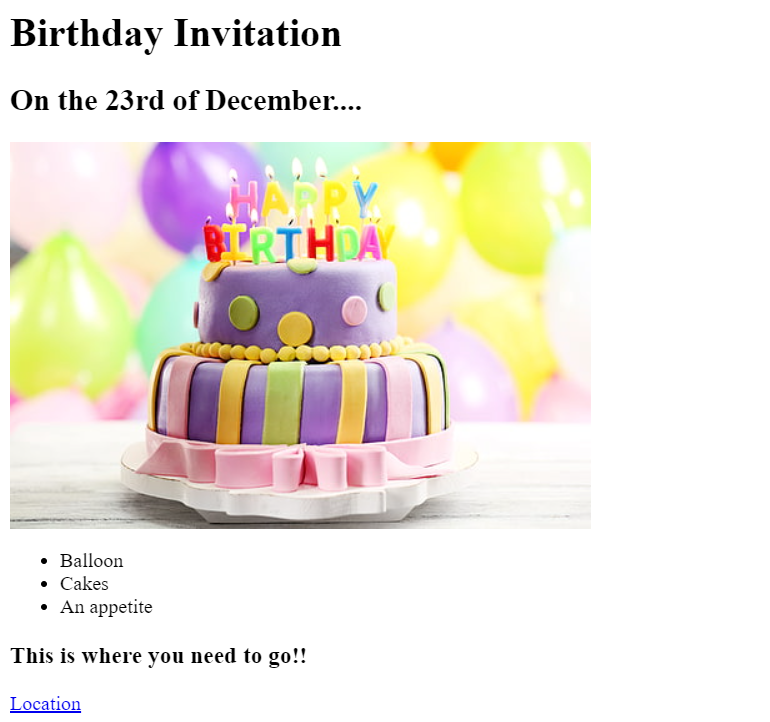 Birthday Invitation
On the 23rd of December....
HAPPY
BIRTHDAY
Balloon
Cakes
An appetite
This is where you need to go!!
Location